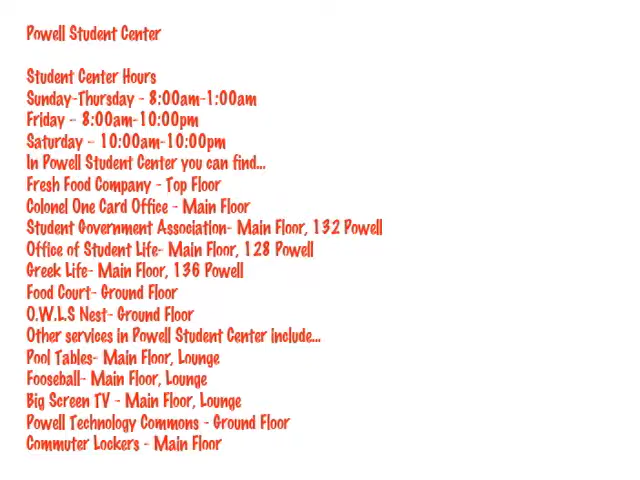 Powell Student Center
Student Center Hours
Sunday-Thursday - 8:00am-1:00am
Friday - 8:00am-10:00pm
Saturday - 10:00am-10:00pm
In Powell Student Center you can find...
Fresh Food Company - Top Floor
Colonel One Card Office - Main Floor
Student Government Association- Main Floor, 132 Powell
Office of Student Life- Main Floor, 128 Powell
Greek Life- Main Floor, 136 Powell
Food Court- Ground Floor
O.W.L.S Nest- Ground Floor
Other services in Powell Student Center include...
Pool Tables- Main Floor, Lounge
Fooseball- Main Floor, Lounge
Big Screen TV - Main Floor, Lounge
Powell Technology Commons - Ground Floor
Commuter Lockers - Main Floor